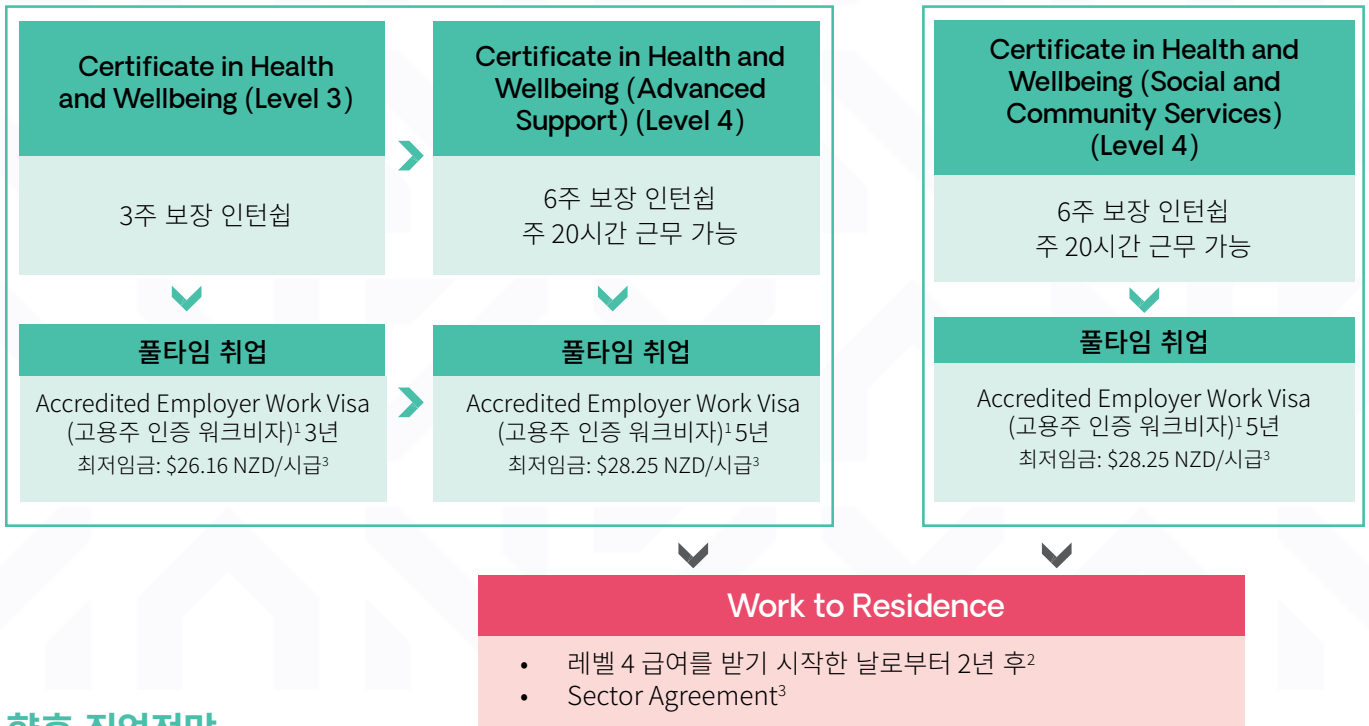 Certificate in Health
and Wellbeing (Level 3)
3주 보장 인턴쉽
Certificate in Health and
Wellbeing (Advanced
Support) (Level 4)
6주 보장 인턴쉽
주 20시간 근무 가능
풀타임 취업
Accredited Employer Work Visa
(고용주 인증 워크비자)¹ 3년
최저임금: $26.16 NZD/시급³
풀타임 취업
Accredited Employer Work Visa
(고용주 인증 워크비자)¹ 5년
최저임금: $28.25 NZD/시급³
Certificate in Health and
Wellbeing (Social and
Community Services)
(Level 4)
6주 보장 인턴쉽
주 20시간 근무 가능
풀타임 취업
Accredited Employer Work Visa
(고용주 인증 워크비자)¹ 5년
최저임금: $28.25 NZD/시급³
Work to Residence
• 레벨 4 급여를 받기 시작한 날로부터 2년 후²
• Sector Agreement³